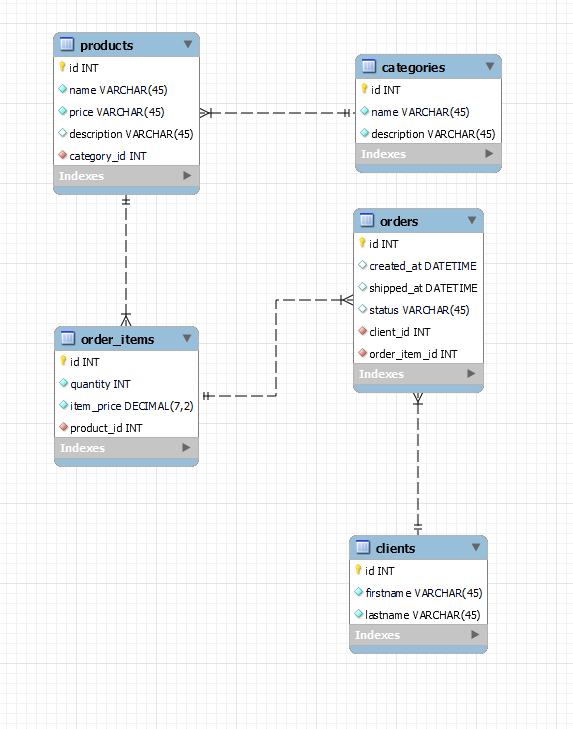 products
id INT
name VARCHAR(45)
price VARCHAR(45)
description VARCHAR(45)
category_id INT
Indexes
categories
id INT
name VARCHAR(45)
description VARCHAR(45)
Indexes
orders
id INT
created_at DATETIME
shipped_at DATETIME
status VARCHAR(45)
client_id INT
order_item_id INT
Indexes
order_items
id INT
quantity INT
item_price DECIMAL(7,2)
product_id INT
Indexes
clients
id INT
firstname VARCHAR(45)
lastname VARCHAR(45)
Indexes